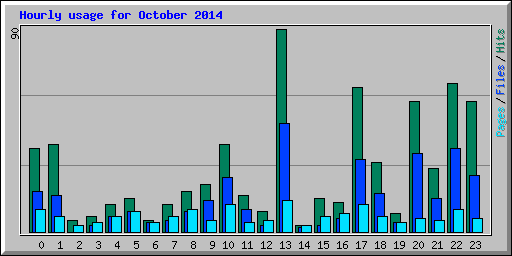 Hourly usage for October 2014
90
Pages/Files/Hits
0 1 2 3 4 5 6 7 8 9 10 11 12 13 14 15 16 17 18 19 20 21 22 23